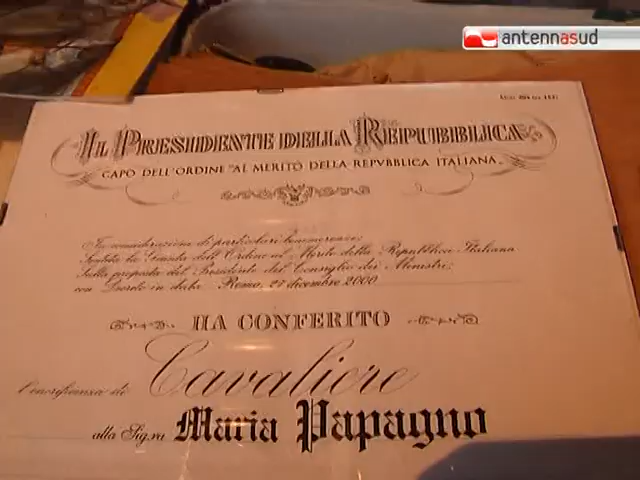 antennasud
IL PRESIDENTE DELLA REPUBBLICA
CAPO DELL'ORDINE "AL MERITO DELLA REPVBBLICA ITALIANA"
In considerazione di particolari benemerenze;
Sentita la Giunta dell'Ordine al Merito della Repubblica Italiana
Sulla proposta del Presidente del Consiglio dei Ministri;
con Decreto in data Roma, 27 dicembre 2000
HA CONFERITO
l'onorificenza di Cavaliere
alla Sig.ra Maria Papagno